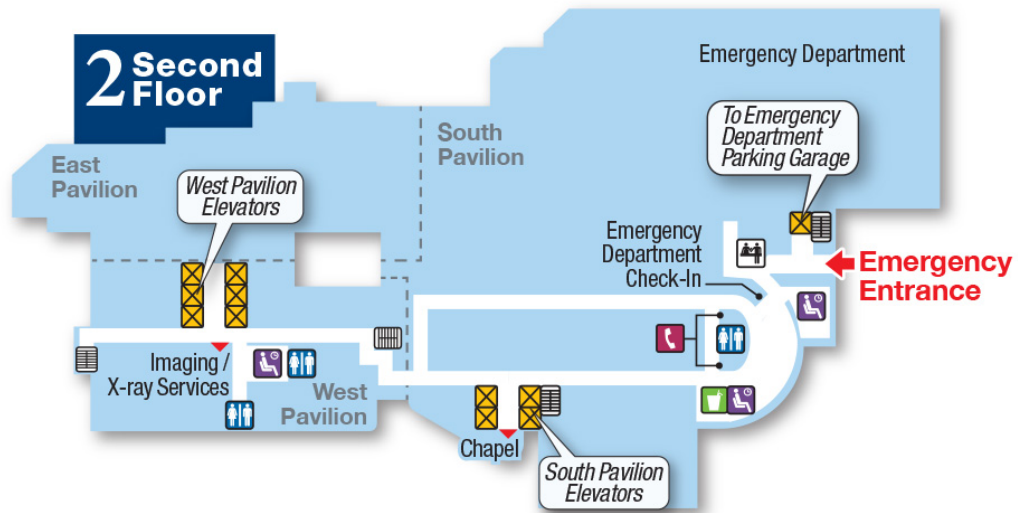 2 Second
Floor
Emergency Department
To Emergency
Department
Parking Garage
South
Pavilion
East
Pavilion
West Pavilion
Elevators
Emergency
Department
Check-In
Emergency
Entrance
Imaging /
X-ray Services
West
Pavilion
Chapel
South Pavilion
Elevators